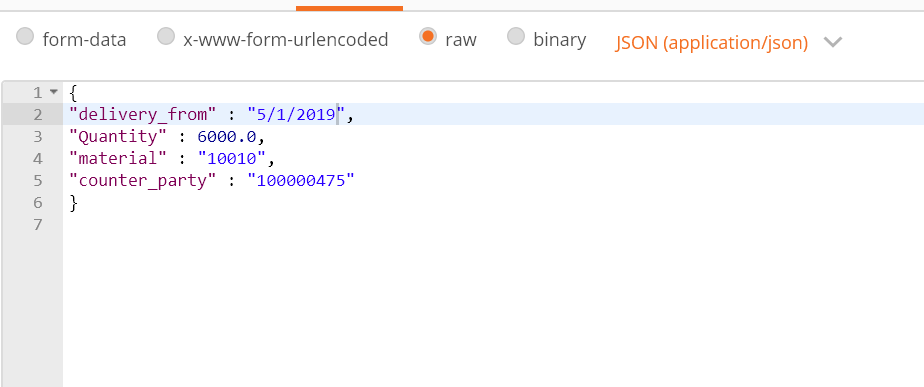 form-data x-www-form-urlencoded raw binary JSON (application/json)
1 {
2 "delivery_from" : "5/1/2019",
3 "Quantity" : 6000.0,
4 "material" : "10010",
5 "counter_party" : "100000475"
6 }
7